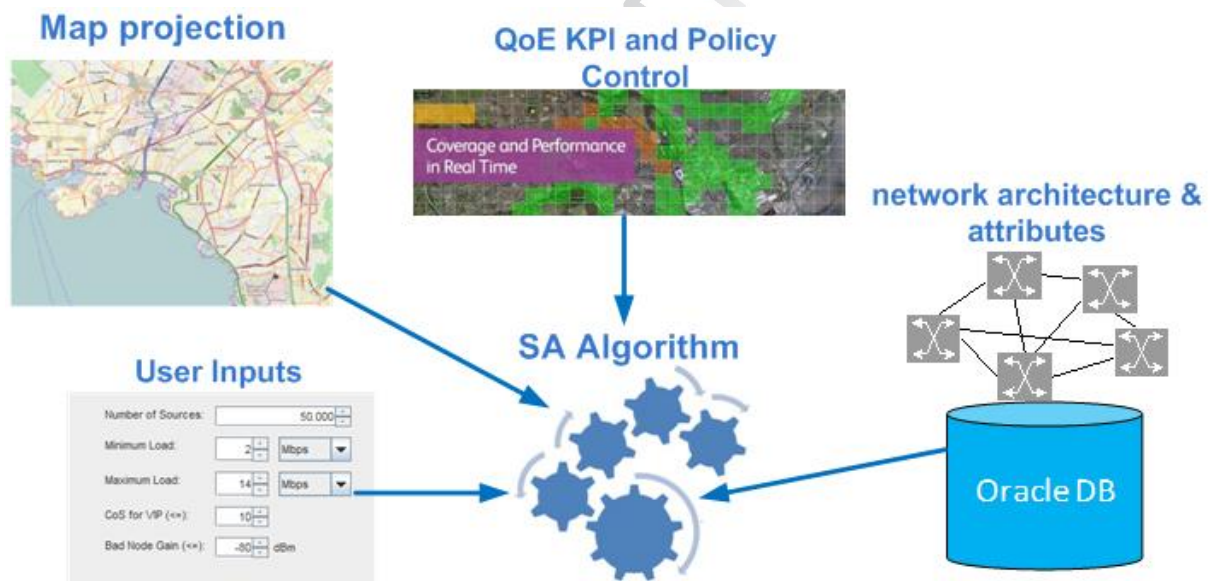 Map projection
QoE KPI and Policy
Control
Coverage and Performance
in Real Time
network architecture &
attributes
SA Algorithm
User Inputs
Number of Sources: 50.000
Minimum Load: 2 Mbps
Maximum Load: 14 Mbps
CoS for VIP (<=): 10
Bad Node Gain (<=): -80 dBm
Oracle DB